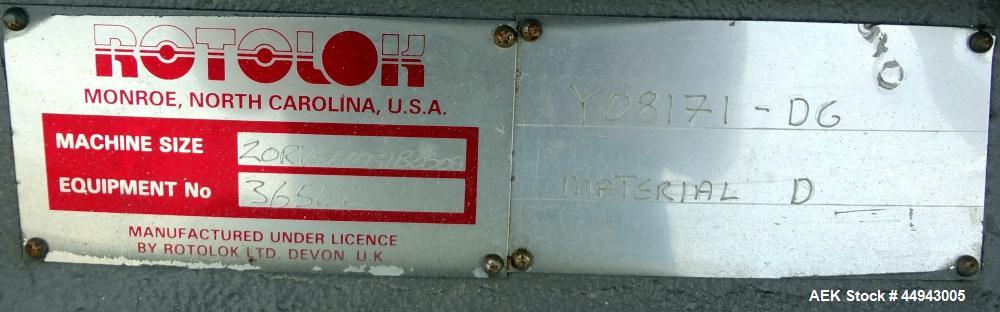 ROTOLOK
MONROE, NORTH CAROLINA, U.S.A.
MACHINE SIZE
EQUIPMENT No
MANUFACTURED UNDER LICENCE
BY ROTOLOK LTD. DEVON, U.K.
Y08171-DG
MATERIAL D
AEK Stock # 44943005